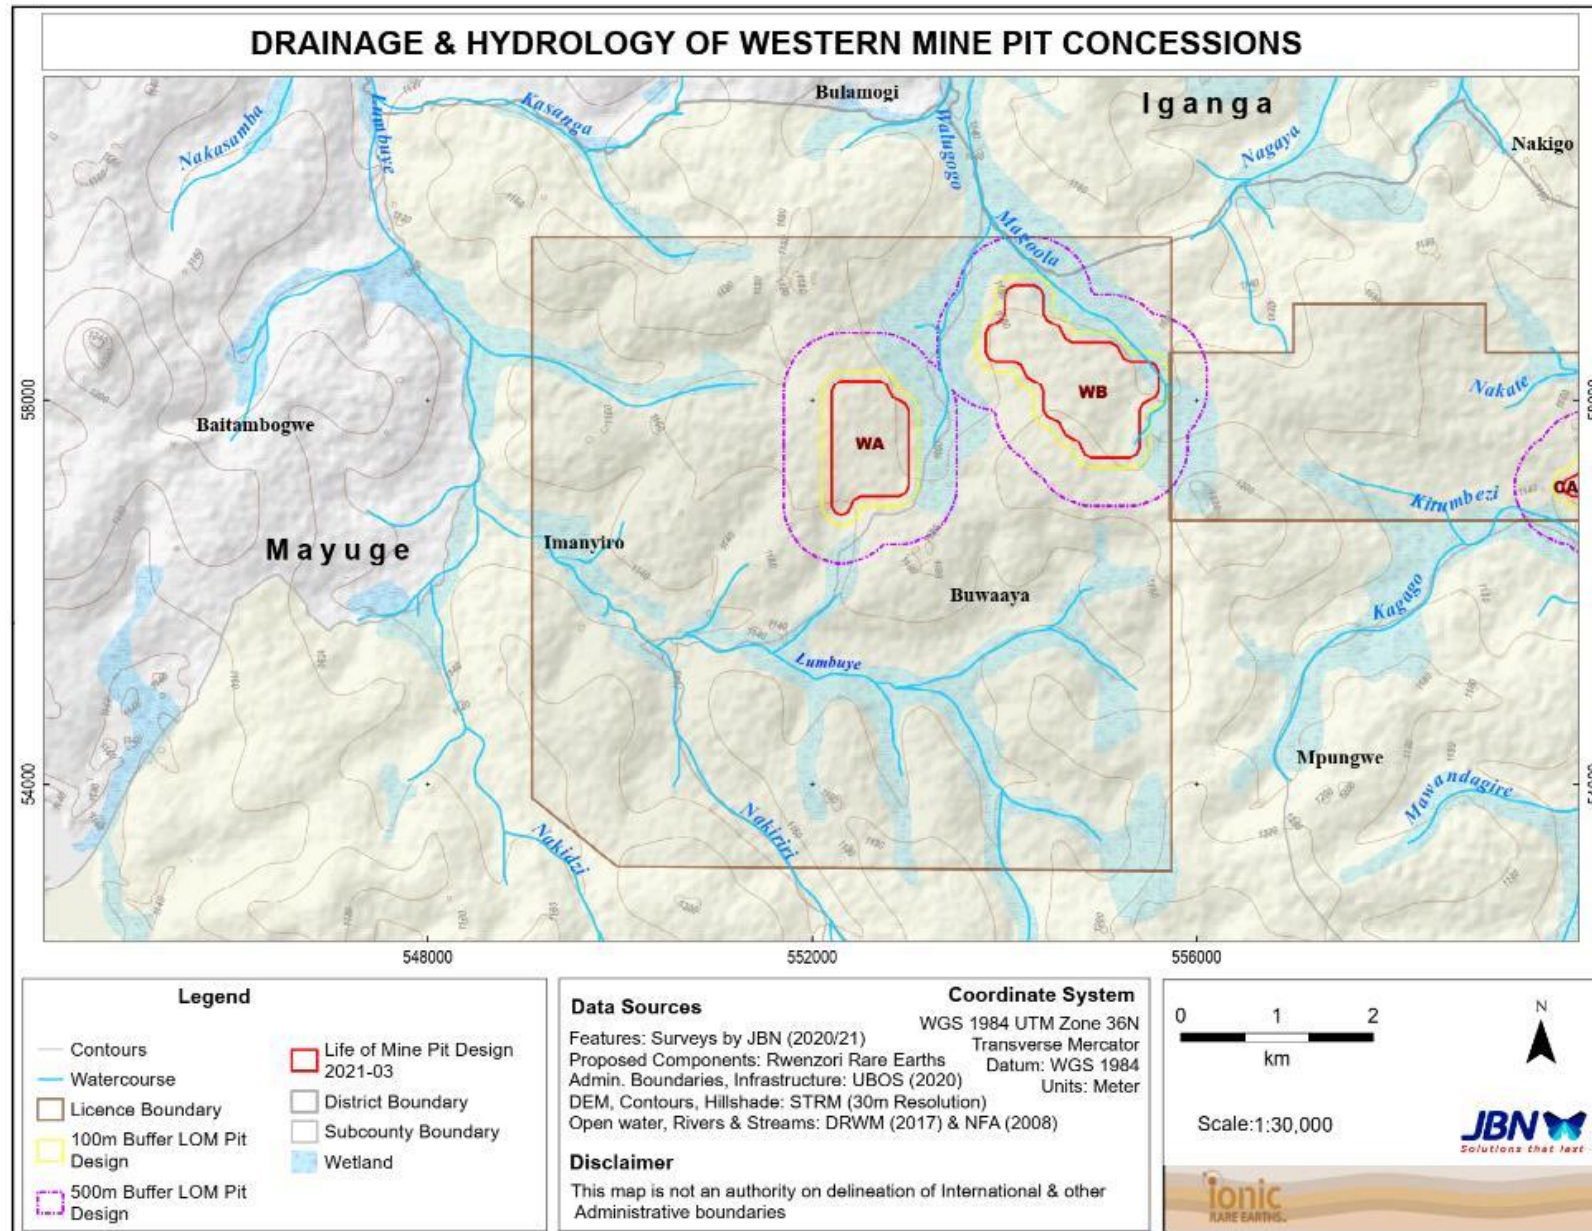 DRAINAGE & HYDROLOGY OF WESTERN MINE PIT CONCESSIONS
Bulamogi
Iganga
Nakasamba
Lumbuye
Kasanga
Walugogo
Nagaya
Nakigo
Magoola
58000
Baitambogwe
WA
WB
Nakate
CA
Kitumbezi
Mayuge
Imanyiro
Buwaaya
Kagago
Lumbuye
Mpungwe
54000
Mawandagire
Nakidzi
Nakiriri
548000
552000
556000
Legend
Contours
Watercourse
Licence Boundary
100m Buffer LOM Pit
Design
500m Buffer LOM Pit
Design
Life of Mine Pit Design
2021-03
District Boundary
Subcounty Boundary
Wetland
Data Sources
Features: Surveys by JBN (2020/21)
Proposed Components: Rwenzori Rare Earths
Admin. Boundaries, Infrastructure: UBOS (2020)
DEM, Contours, Hillshade: STRM (30m Resolution)
Open water, Rivers & Streams: DRWM (2017) & NFA (2008)
Coordinate System
WGS 1984 UTM Zone 36N
Transverse Mercator
Datum: WGS 1984
Units: Meter
Disclaimer
This map is not an authority on delineation of International & other
Administrative boundaries
0 1 2
km
N
Scale:1:30,000
JBN
Solutions that last
ionic
RARE EARTHS